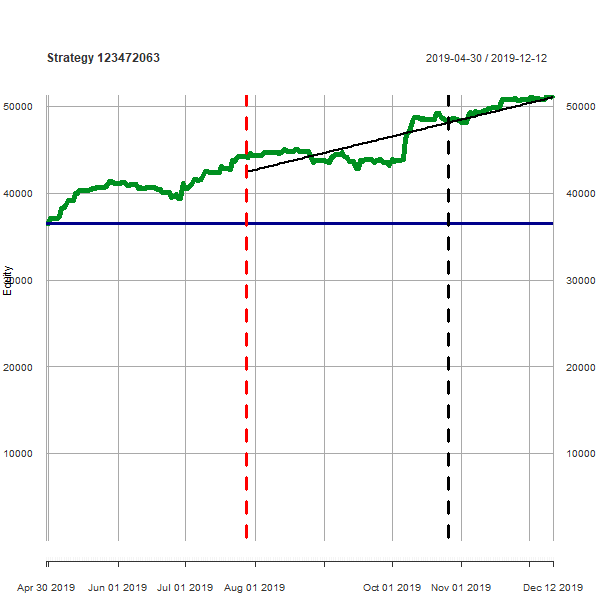 Strategy 123472063
2019-04-30 / 2019-12-12
50000
50000
40000
40000
Equity
30000
30000
20000
20000
10000
10000
Apr 30 2019
Jun 01 2019
Jul 01 2019
Aug 01 2019
Oct 01 2019
Nov 01 2019
Dec 12 2019